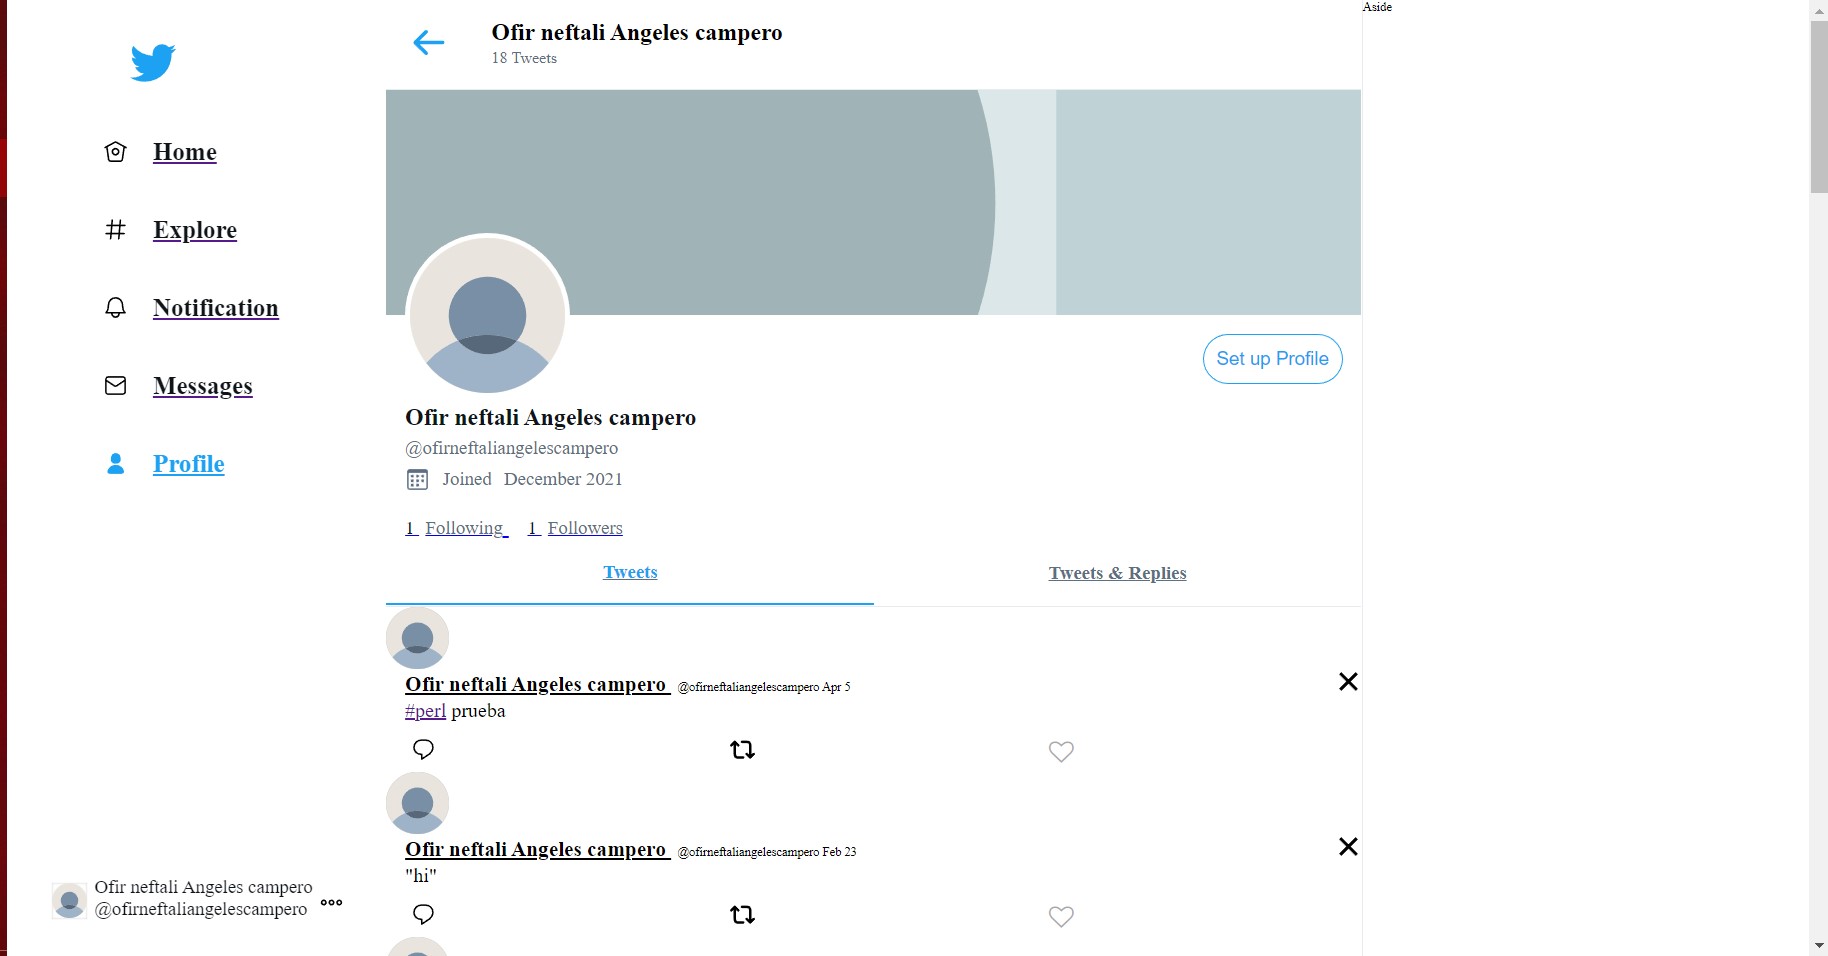 Home
Explore
Notification
Messages
Profile
Ofir neftali Angeles campero
@ofirneftaliangelescampero
Ofir neftali Angeles campero
18 Tweets
Set up Profile
Ofir neftali Angeles campero
@ofirneftaliangelescampero
Joined December 2021
1 Following 1 Followers
Tweets Tweets & Replies
Ofir neftali Angeles campero @ofirneftaliangelescampero Apr 5
#perl prueba
Ofir neftali Angeles campero @ofirneftaliangelescampero Feb 23
"hi"
Aside